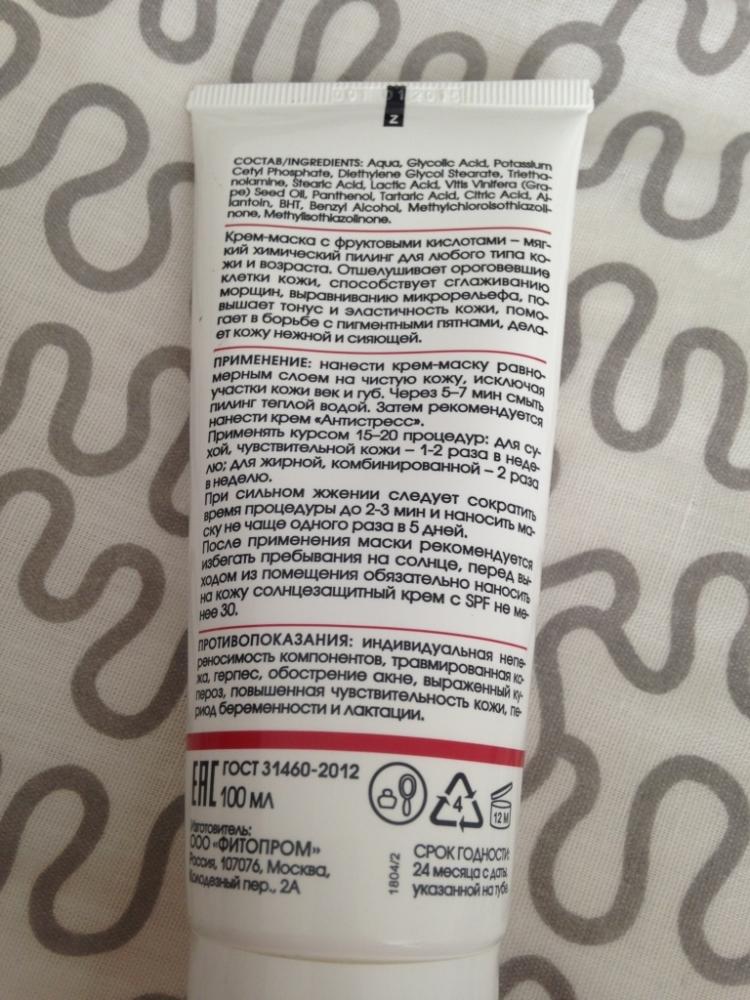 Z
СОСТАВ/INGREDIENTS: Aqua, Glycolic Acid, Potassium
Cetyl Phosphate, Diethylene Glycol Stearate, Trietha-
nolamine, Stearic Acid, Lactic Acid, Vitis Vinifera (Gra-
pe) Seed Oil, Panthenol, Tartaric Acid, Citric Acid, Al-
lantoin, BHT, Benzyl Alcohol, Methylchloroisothiazoli-
none, Methylisothiazolinone.
Крем-маска с фруктовыми кислотами – мяг-
кий химический пилинг для любого типа ко-
жи и возраста. Отшелушивает ороговевшие
клетки кожи, способствует сглаживанию
морщин, выравниванию микрорельефа, по-
вышает тонус и эластичность кожи, помо-
гает в борьбе с пигментными пятнами, дела-
ет кожу нежной и сияющей.
ПРИМЕНЕНИЕ: нанести крем-маску равно-
мерным слоем на чистую кожу, исключая
участки кожи век и губ. Через 5–7 мин смыть
пилинг теплой водой. Затем рекомендуется
нанести крем «Антистресс».
Применять курсом 15–20 процедур: для су-
хой, чувствительной кожи – 1-2 раза в неде-
лю; для жирной, комбинированной – 2 раза
в неделю.
При сильном жжении следует сократить
время процедуры до 2-3 мин и наносить ма-
ску не чаще одного раза в 5 дней.
После применения маски рекомендуется
избегать пребывания на солнце, перед вы-
ходом из помещения обязательно наносить
на кожу солнцезащитный крем с SPF не ме-
нее 30.
ПРОТИВОПОКАЗАНИЯ: индивидуальная непе-
реносимость компонентов, травмированная ко-
жа, герпес, обострение акне, выраженный ку-
пероз, повышенная чувствительность кожи, пе-
риод беременности и лактации.
ЕАС ГОСТ 31460-2012
100 мл
4
12 М
Изготовитель:
ООО «ФИТОПРОМ»
Россия, 107076, Москва,
Колодезный пер., 2А
1804/2
СРОК ГОДНОСТИ:
24 месяца с даты,
указанной на тубе.